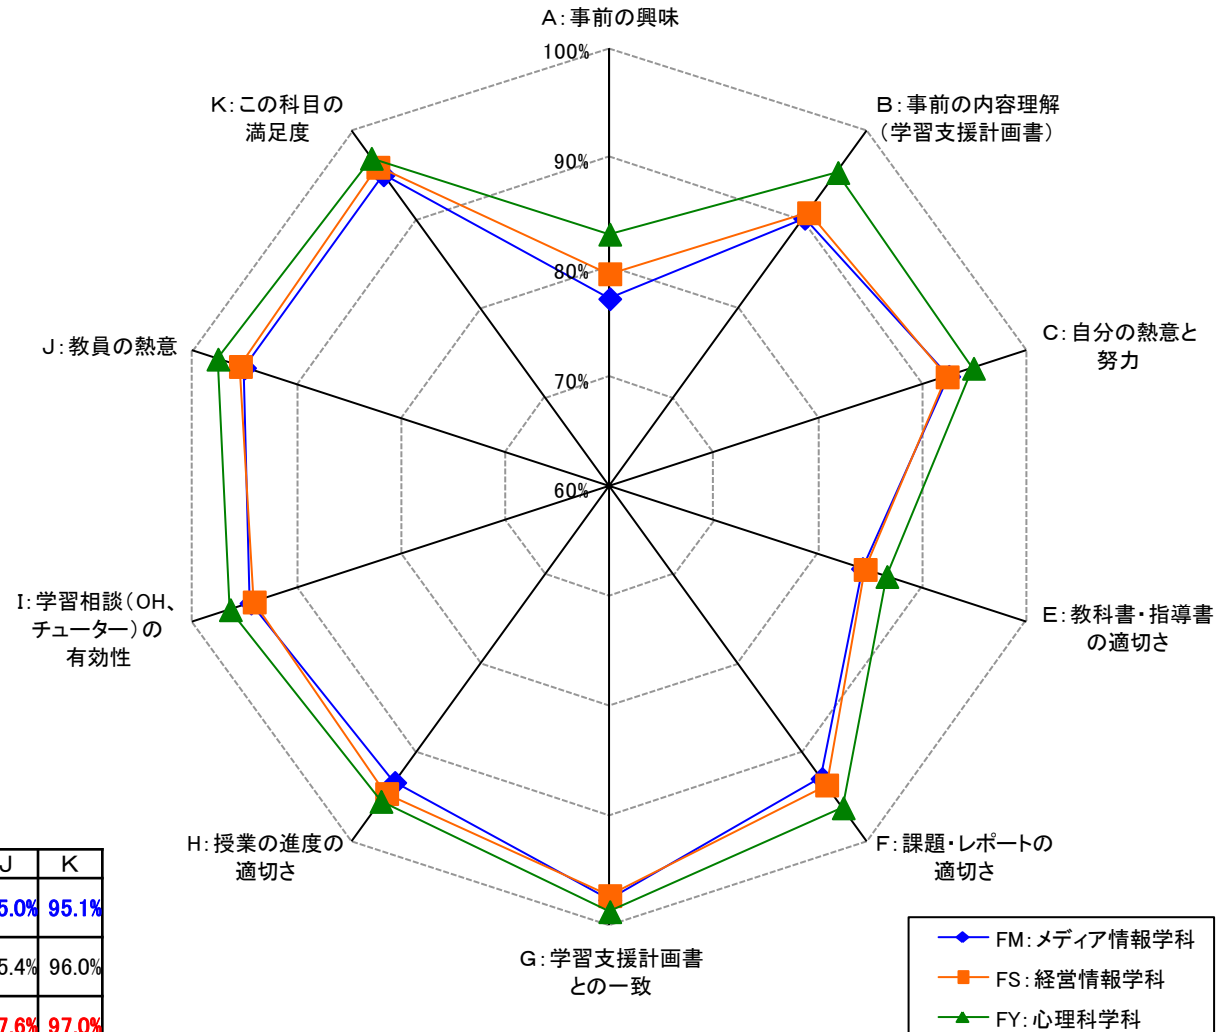 A:事前の興味
100%
K:この科目の
満足度
B:事前の内容理解
(学習支援計画書)
90%
80%
J:教員の熱意
C:自分の熱意と
努力
70%
60%
I:学習相談(OH、
チューター)の
有効性
E:教科書・指導書
の適切さ
H:授業の進度の
適切さ
F:課題・レポートの
適切さ
G:学習支援計画書
との一致
J K
5.0% 95.1%
5.4% 96.0%
7.6% 97.0%
FM:メディア情報学科
FS:経営情報学科
FY:心理科学科